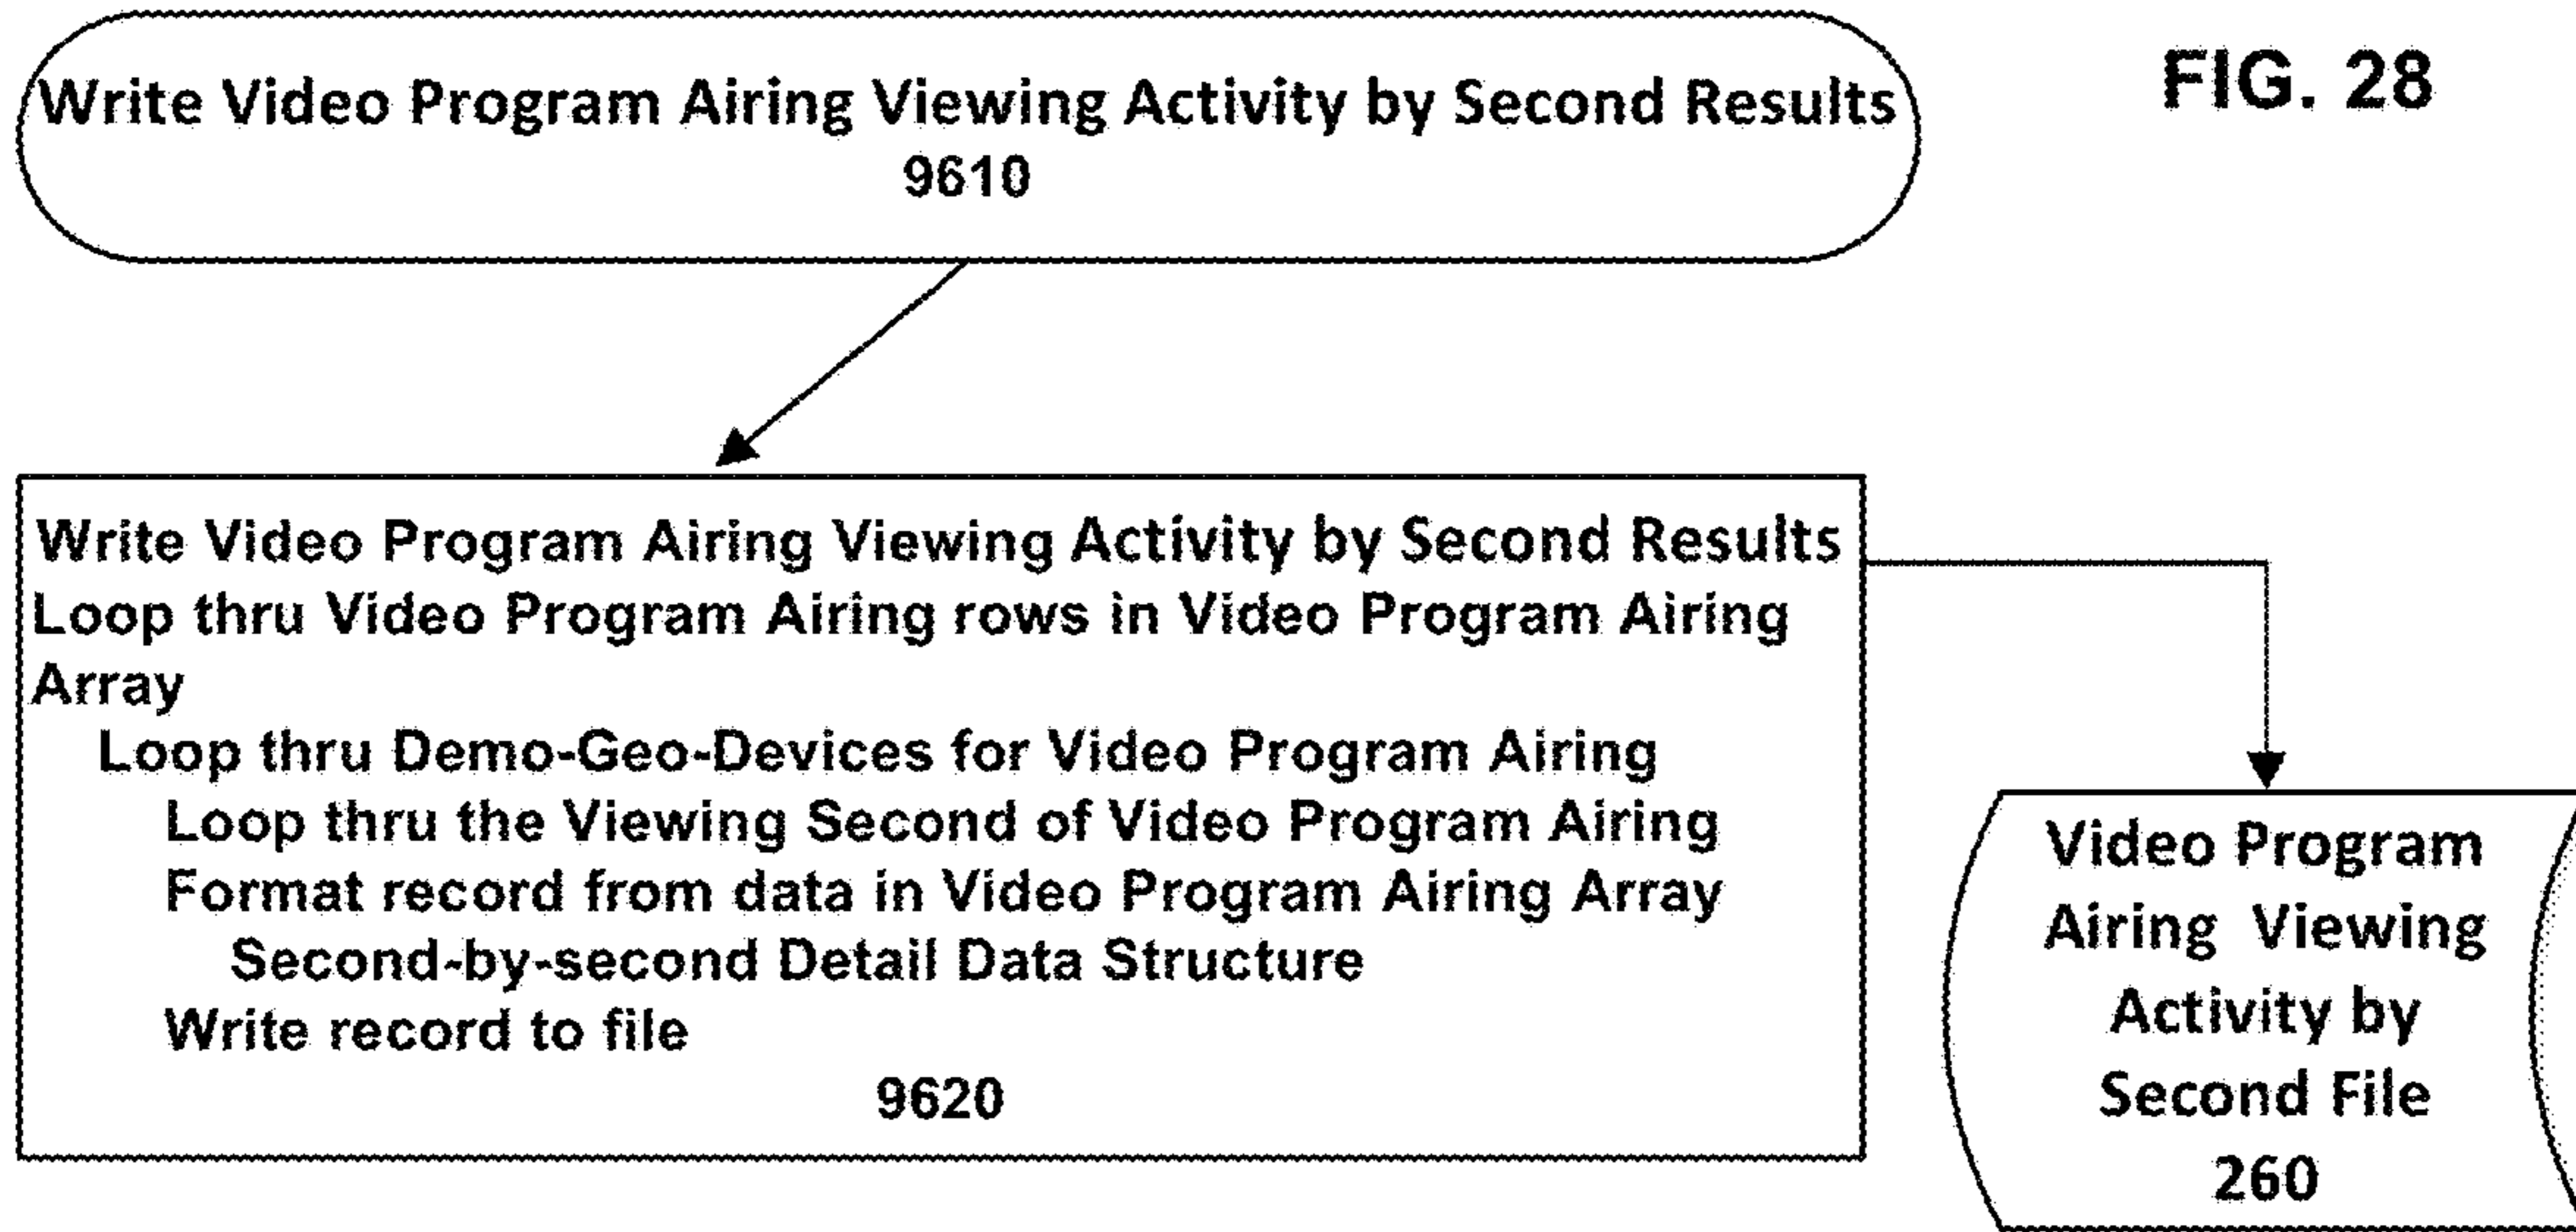 Write Video Program Airing Viewing Activity by Second Results
9610
FIG. 28
Write Video Program Airing Viewing Activity by Second Results
Loop thru Video Program Airing rows in Video Program Airing
Array
Loop thru Demo-Geo-Devices for Video Program Airing
Loop thru the Viewing Second of Video Program Airing
Format record from data in Video Program Airing Array
Second-by-second Detail Data Structure
Write record to file
9620
Video Program
Airing Viewing
Activity by
Second File
260